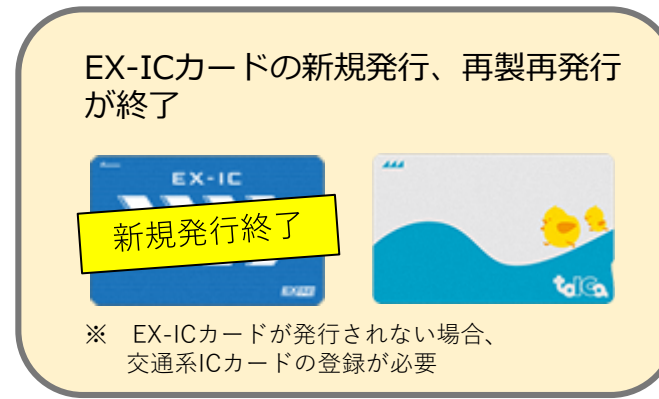 EX-ICカードの新規発行、再製再発行
が終了
EX-IC
新規発行終了
TOICA
※　EX-ICカードが発行されない場合、
交通系ICカードの登録が必要